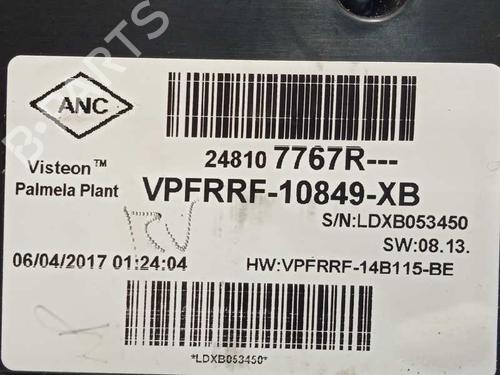 B-PARTS
ANC
24810 7767R---
Visteon™
Palmela Plant
VPFRRF-10849-XB
S/N:LDXB053450
SW:08.13.
RV
06/04/2017 01:24:04
HW:VPFRRF-14B115-BE
*LDXB053450*